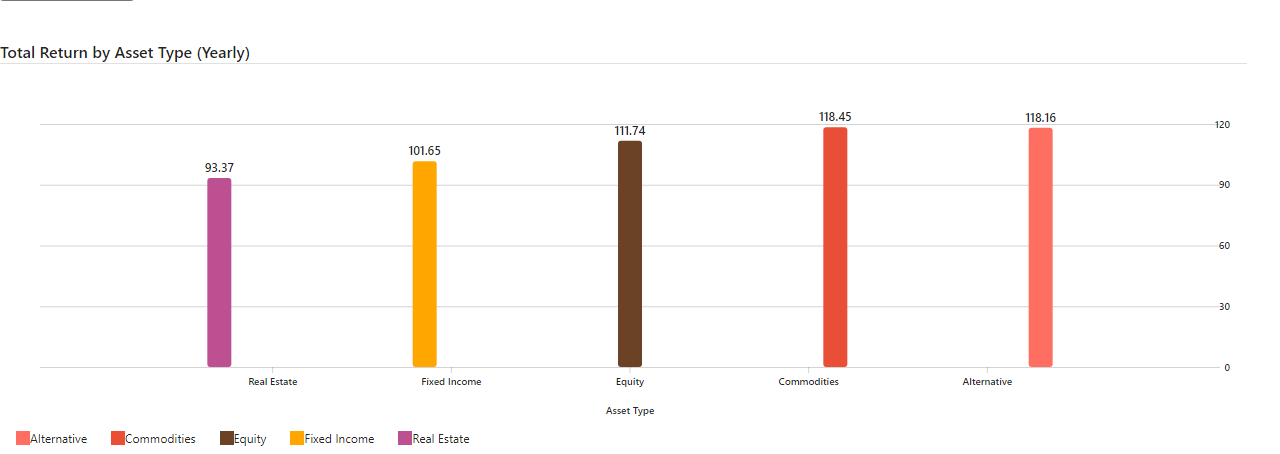 Total Return by Asset Type (Yearly)
118.45
118.16
120
111.74
101.65
93.37
90
60
30
0
Real Estate
Fixed Income
Equity
Commodities
Alternative
Asset Type
Alternative
Commodities
Equity
Fixed Income
Real Estate